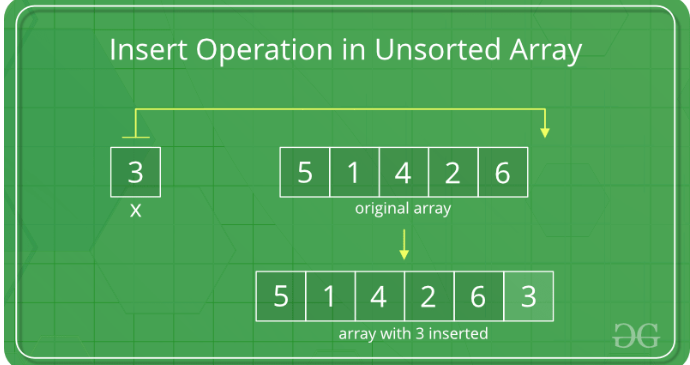 Insert Operation in Unsorted Array
3
5 1 4 2 6
x
original array
5 1 4 2 6 3
array with 3 inserted